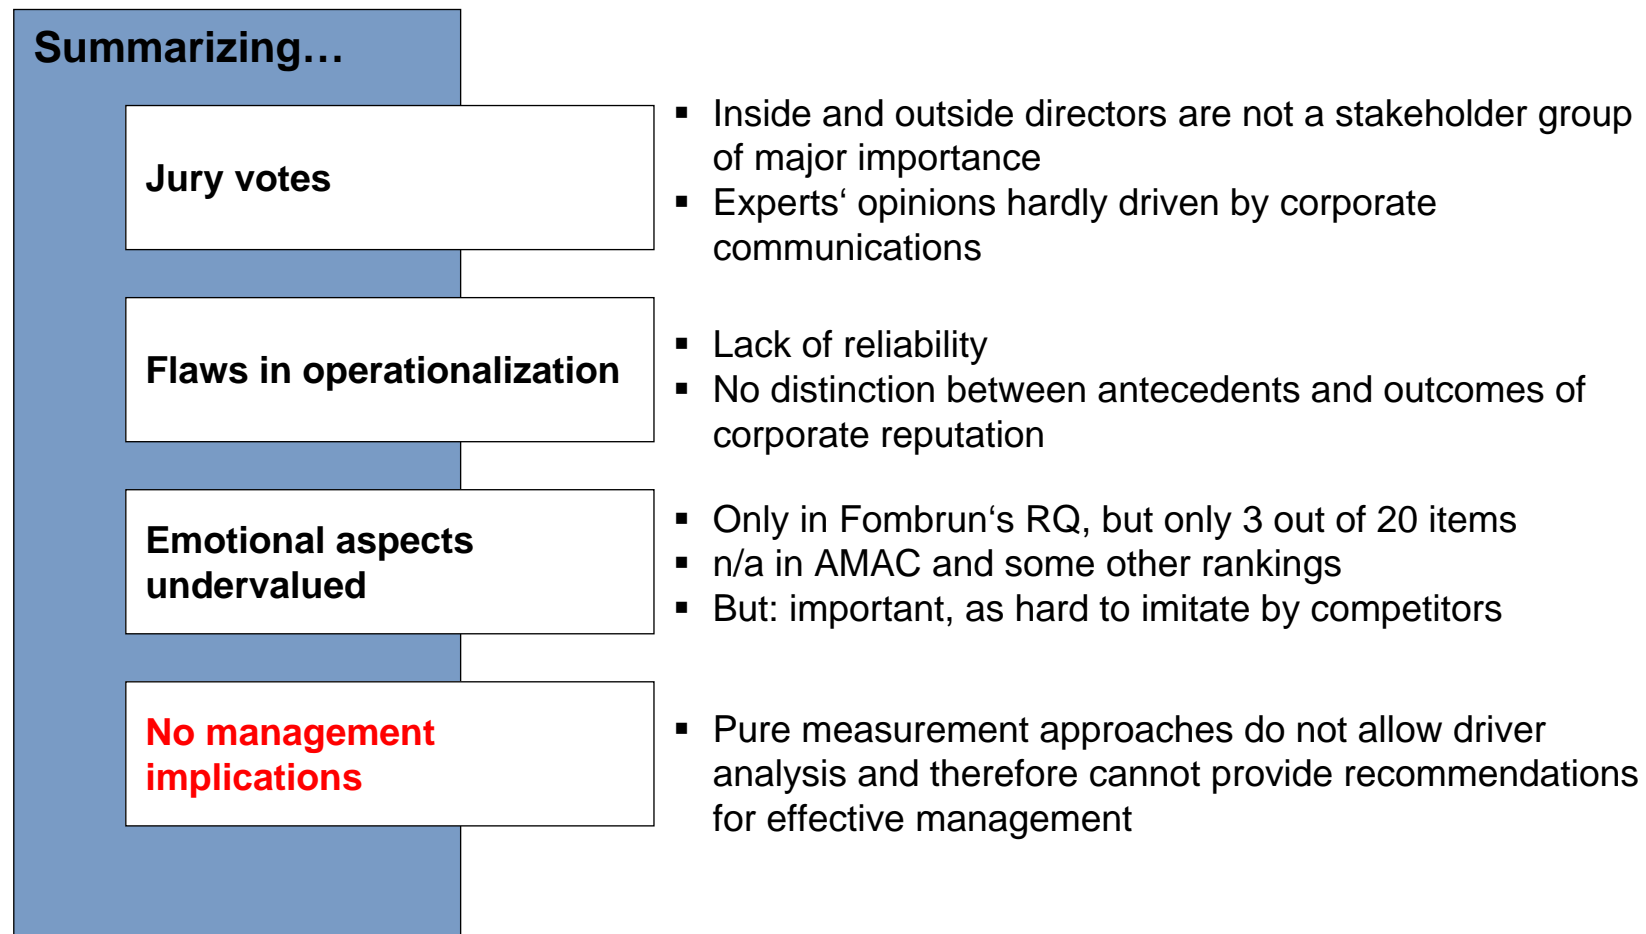 Summarizing…
Jury votes
▪ Inside and outside directors are not a stakeholder group
of major importance
▪ Experts‘ opinions hardly driven by corporate
communications
Flaws in operationalization
▪ Lack of reliability
▪ No distinction between antecedents and outcomes of
corporate reputation
Emotional aspects
undervalued
▪ Only in Fombrun‘s RQ, but only 3 out of 20 items
▪ n/a in AMAC and some other rankings
▪ But: important, as hard to imitate by competitors
No management
implications
▪ Pure measurement approaches do not allow driver
analysis and therefore cannot provide recommendations
for effective management